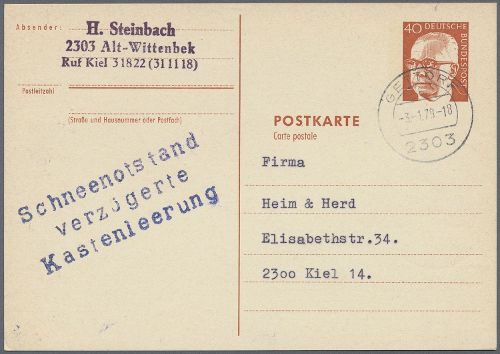 Absender:
H. Steinbach
2303 Alt-Wittenbek
Ruf Kiel 31822 (311118)
Postleitzahl
(Straße und Hausnummer oder Postfach)
Schneenotstand
verzögerte
Kastenleerung
40 DEUTSCHE
BUNDESPOST
GETTORF
-3-1.79-18
2303
POSTKARTE
Carte postale
Firma
Heim & Herd
Elisabethstr.34.
23oo Kiel 14.